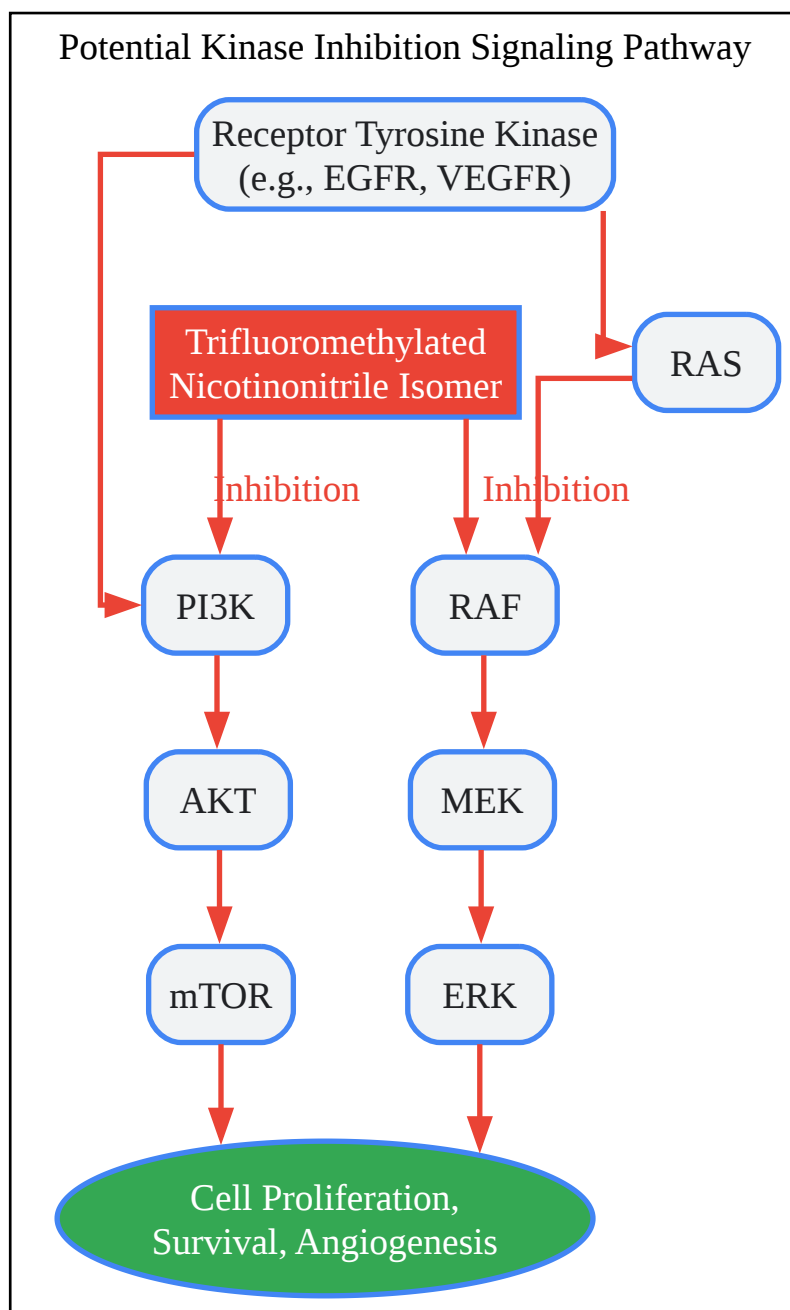 Potential Kinase Inhibition Signaling Pathway
Receptor Tyrosine Kinase
(e.g., EGFR, VEGFR)
Trifluoromethylated
Nicotinonitrile Isomer
RAS
Inhibition
Inhibition
PI3K
RAF
AKT
MEK
mTOR
ERK
Cell Proliferation,
Survival, Angiogenesis